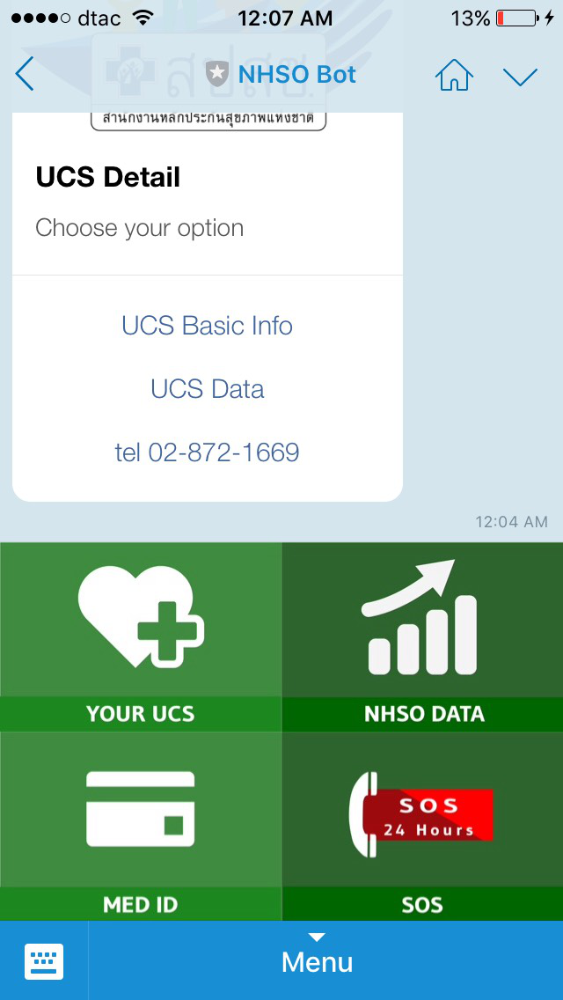 dtac
12:07 AM
13%
สปสช.
NHSO Bot
สำนักงานหลักประกันสุขภาพแห่งชาติ
UCS Detail
Choose your option
UCS Basic Info
UCS Data
tel 02-872-1669
12:04 AM
YOUR UCS
NHSO DATA
MED ID
SOS
24 Hours
SOS
Menu